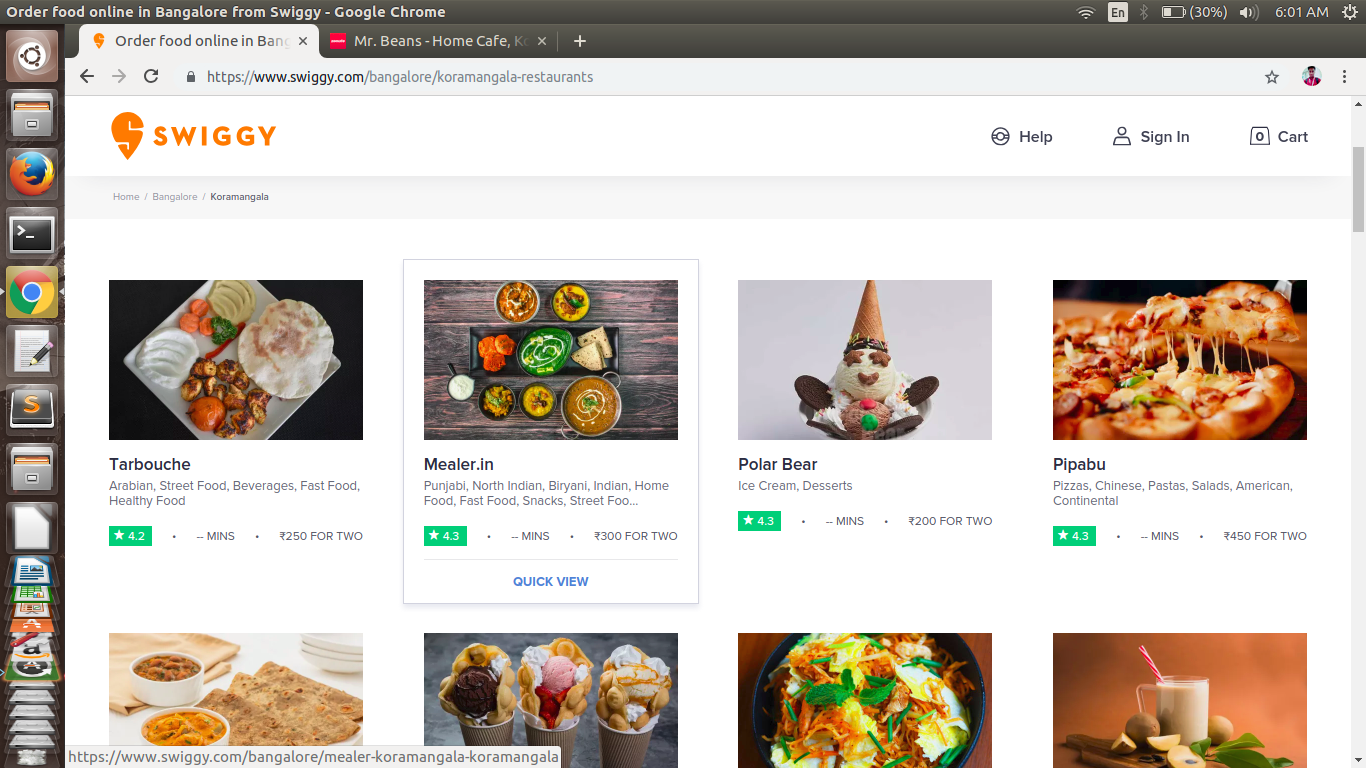 Order food online in Bangalore from Swiggy - Google Chrome
En
(30%)
6:01 AM
Order food online in Bang
Mr. Beans - Home Cafe, Ko
https://www.swiggy.com/bangalore/koramangala-restaurants
SWIGGY
Help
Sign In
0
Cart
Home / Bangalore / Koramangala
Tarbouche
Arabian, Street Food, Beverages, Fast Food,
Healthy Food
★ 4.2 • -- MINS • ₹250 FOR TWO
Mealer.in
Punjabi, North Indian, Biryani, Indian, Home
Food, Fast Food, Snacks, Street Foo...
★ 4.3 • -- MINS • ₹300 FOR TWO
QUICK VIEW
Polar Bear
Ice Cream, Desserts
★ 4.3 • -- MINS • ₹200 FOR TWO
Pipabu
Pizzas, Chinese, Pastas, Salads, American,
Continental
★ 4.3 • -- MINS • ₹450 FOR TWO
https://www.swiggy.com/bangalore/mealer-koramangala-koramangala